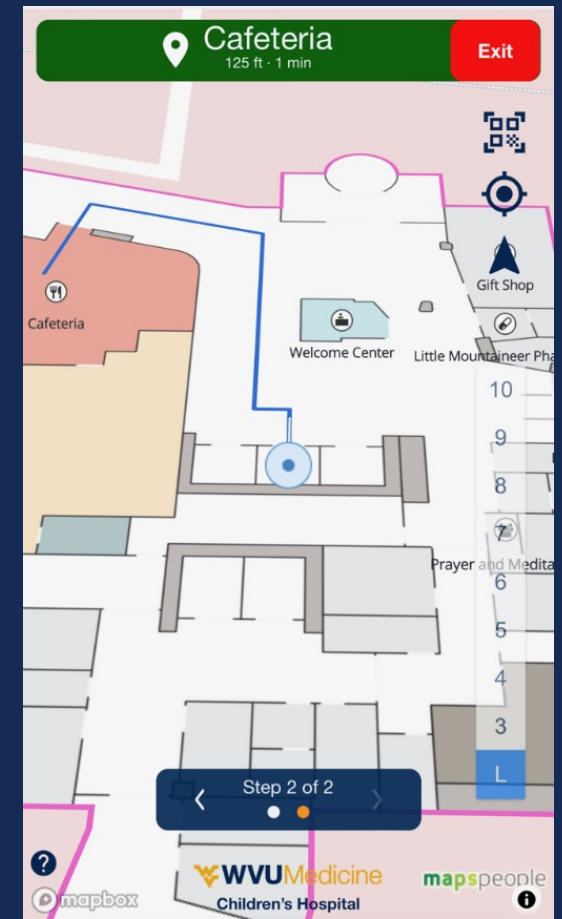 Cafeteria
125 ft · 1 min
Exit
Gift Shop
Cafeteria
Welcome Center
Little Mountaineer Pha
10
9
8
7
Prayer and Medita
6
5
4
3
L
Step 2 of 2
?
WVUMedicine
Children's Hospital
mapbox
mapspeople
i